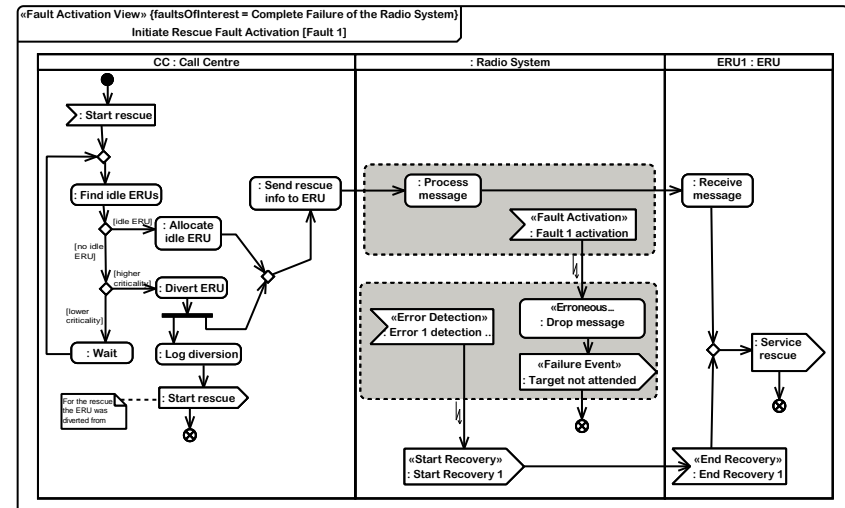 «Fault Activation View» {faultsOfInterest = Complete Failure of the Radio System}
Initiate Rescue Fault Activation [Fault 1]
CC : Call Centre
: Radio System
ERU1 : ERU
: Start rescue
: Find idle ERUs
[idle ERU]
: Allocate
idle ERU
[no idle
ERU]
[higher
criticality]
: Divert ERU
[lower
criticality]
: Wait
: Log diversion
For the rescue
the ERU was
diverted from
: Start rescue
: Send rescue
info to ERU
: Process
message
«Fault Activation»
: Fault 1 activation
«Error Detection»
: Error 1 detection ..
«Erroneous...
: Drop message
«Failure Event»
: Target not attended
«Start Recovery»
: Start Recovery 1
: Receive
message
: Service
rescue
«End Recovery»
: End Recovery 1